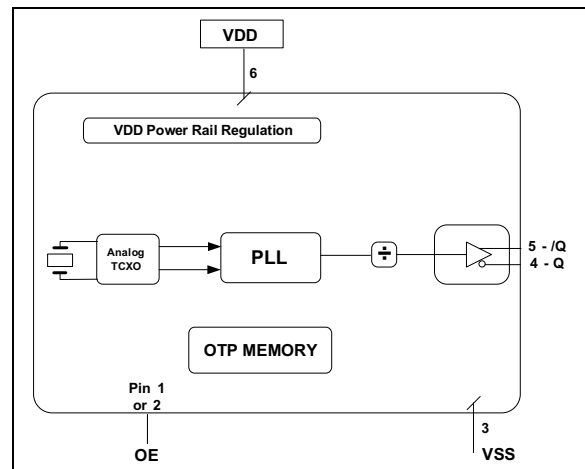 VDD
6
VDD Power Rail Regulation
Analog
TCXO
PLL
÷
5 - /Q
4 - Q
OTP MEMORY
Pin 1
or 2
OE
3
VSS